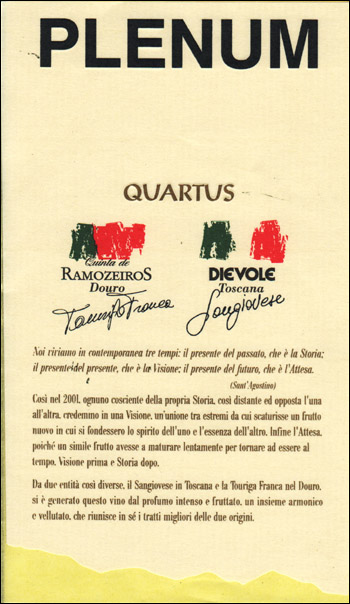 PLENUM
QUARTUS
Quinta de
RAMOZEIROS
Douro
Touriga Franca
DIEVOLE
Toscana
Sangiovese
Noi viviamo in contemporanea tre tempi: il presente del passato, che è la Storia;
il presente del presente, che è la Visione; il presente del futuro, che è l'Attesa.
(Sant'Agostino)
Così nel 2001, ognuno cosciente della propria Storia, così distante ed opposta l'una
all'altra, credemmo in una Visione, un'unione tra estremi da cui scaturisse un frutto
nuovo in cui si fondessero lo spirito dell'uno e l'essenza dell'altro. Infine l'Attesa,
poiché un simile frutto avesse a maturare lentamente per tornare ad essere al
tempo, Visione prima e Storia dopo.
Da due entità così diverse, il Sangiovese in Toscana e la Touriga Franca nel Douro,
si è generato questo vino dal profumo intenso e fruttato, un insieme armonico
e vellutato, che riunisce in sé i tratti migliori delle due origini.